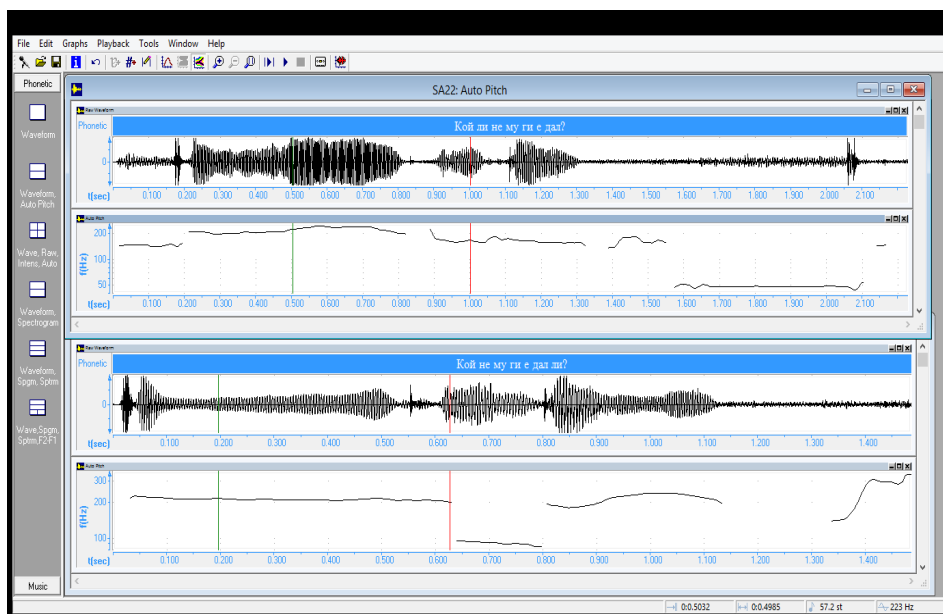 File Edit Graphs Playback Tools Window Help
Phonetic
SA22: Auto Pitch
Raw Waveform
Phonetic
Кой ли не му ги е дал?
0
t(sec) 0.100 0.200 0.300 0.400 0.500 0.600 0.700 0.800 0.900 1.000 1.100 1.200 1.300 1.400 1.500 1.600 1.700 1.800 1.900 2.000 2.100
Auto Pitch
f(Hz)
200
100
50
t(sec) 0.100 0.200 0.300 0.400 0.500 0.600 0.700 0.800 0.900 1.000 1.100 1.200 1.300 1.400 1.500 1.600 1.700 1.800 1.900 2.000 2.100
Raw Waveform
Phonetic
Кой не му ги е дал ли?
0
t(sec) 0.100 0.200 0.300 0.400 0.500 0.600 0.700 0.800 0.900 1.000 1.100 1.200 1.300 1.400
Auto Pitch
f(Hz)
300
200
100
t(sec) 0.100 0.200 0.300 0.400 0.500 0.600 0.700 0.800 0.900 1.000 1.100 1.200 1.300 1.400
Waveform
Waveform,
Auto Pitch
Wave, Raw,
Intens, Auto
Waveform,
Spectrogram
Waveform,
Spgm, Sptrm
Wave,Spgm,
Sptrm,F2-F1
Music
0:0.5032 0:0.4985 57.2 st 223 Hz